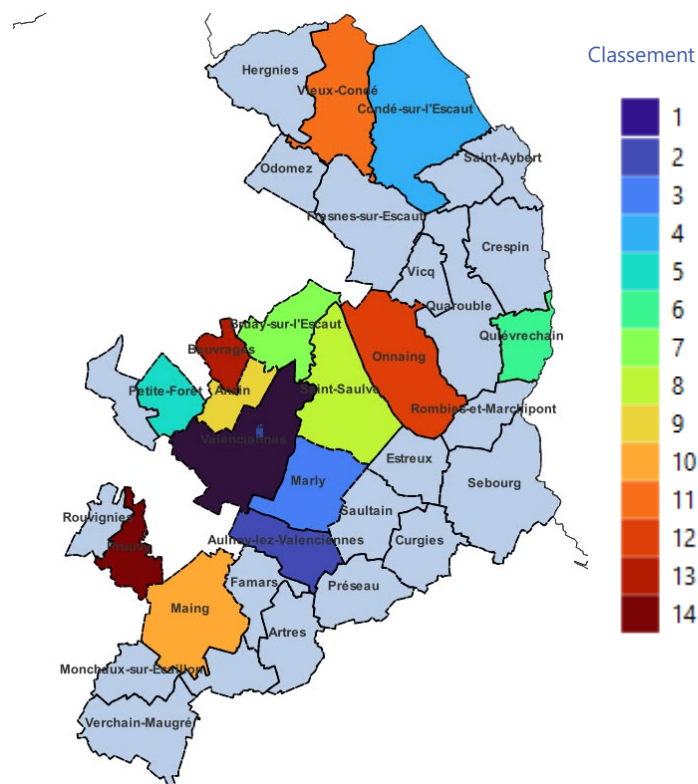 Classement
Hergnies
Vieux-Condé
Condé-sur-l'Escaut
Saint-Aybert
Odomez
Fresnes-sur-Escaut
Crespin
Vicq
Quarouble
Bruay-sur-l'Escaut
Quiévrechain
Beuvrages
Onnaing
Petite-Forêt
Anzin
Saint-Saulve
Rombies-et-Marchipont
Valenciennes
Estreux
Marly
Sebourg
Saultain
Rouvignies
Prouvy
Aulnoy-lez-Valenciennes
Curgies
Famars
Préseau
Maing
Artres
Monchaux-sur-Écaillon
Verchain-Maugré
1
2
3
4
5
6
7
8
9
10
11
12
13
14